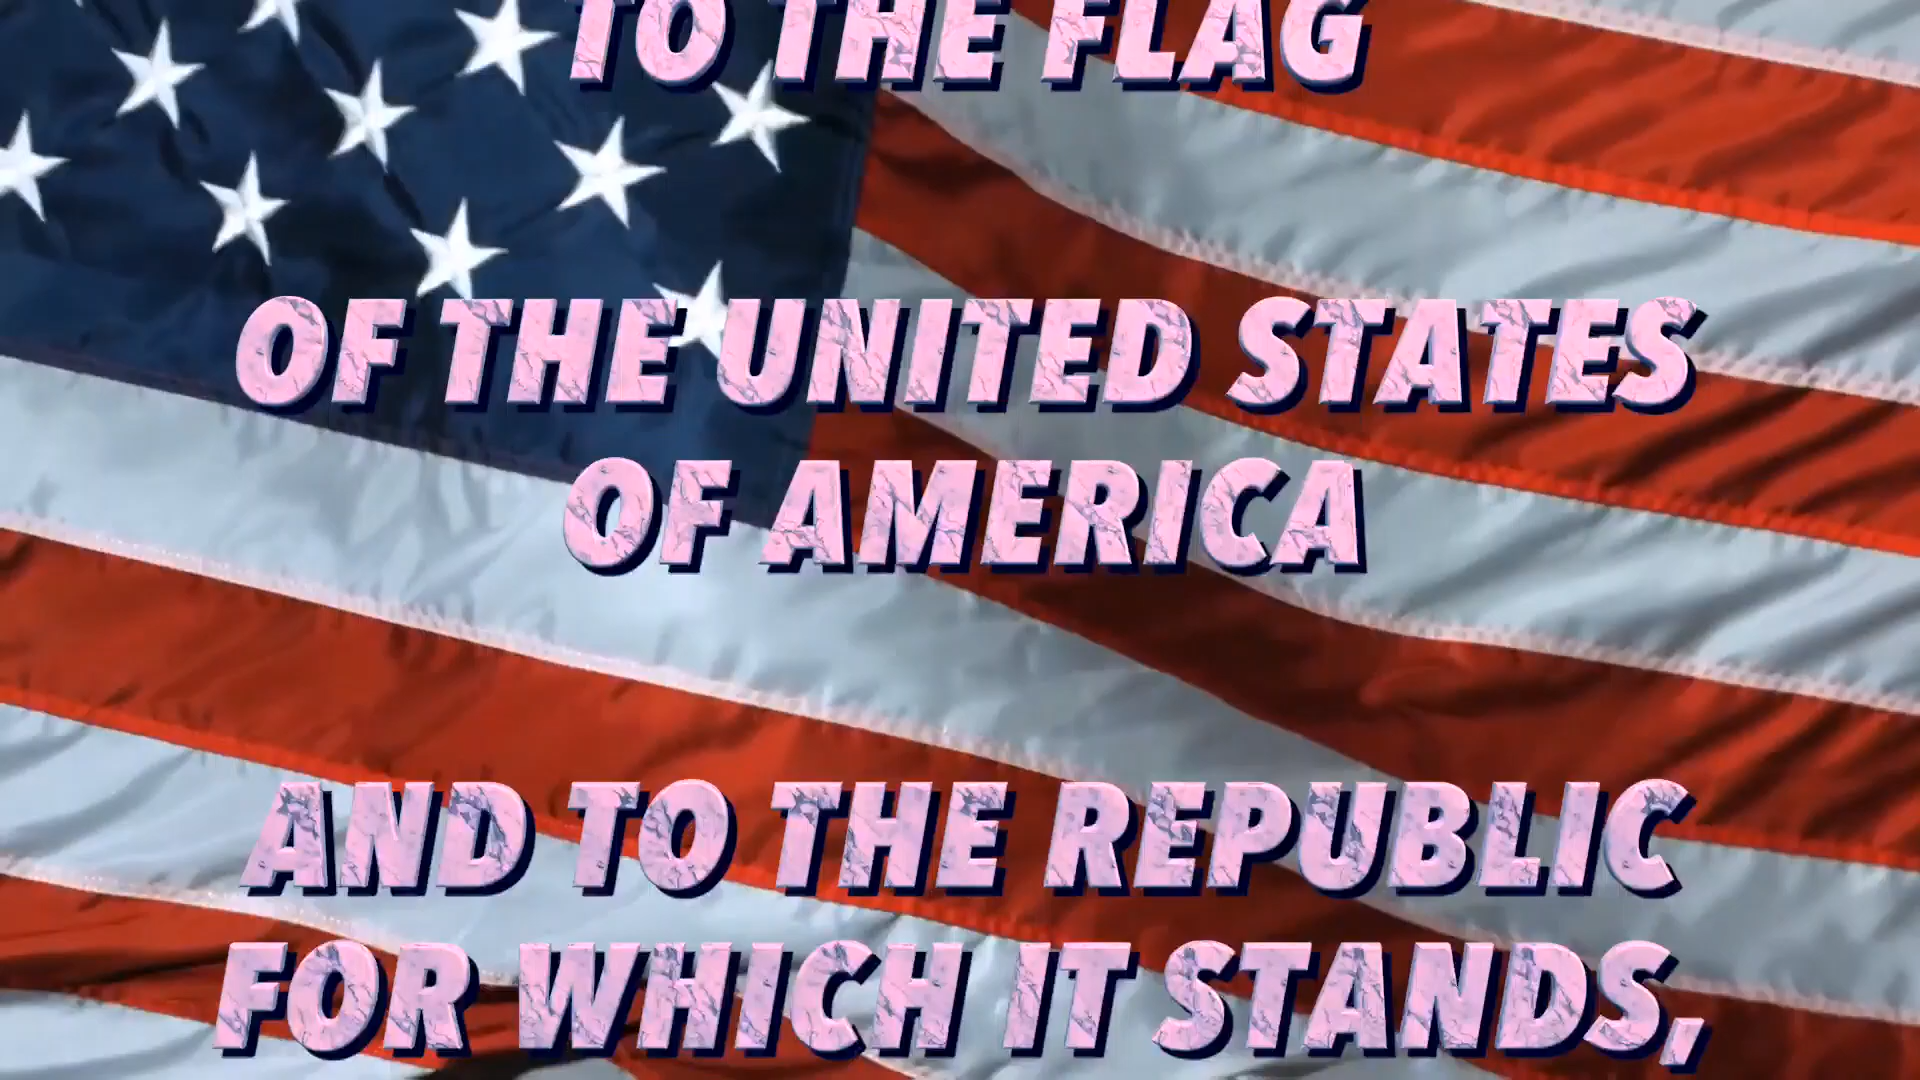 TO THE FLAG
OF THE UNITED STATES
OF AMERICA
AND TO THE REPUBLIC
FOR WHICH IT STANDS,